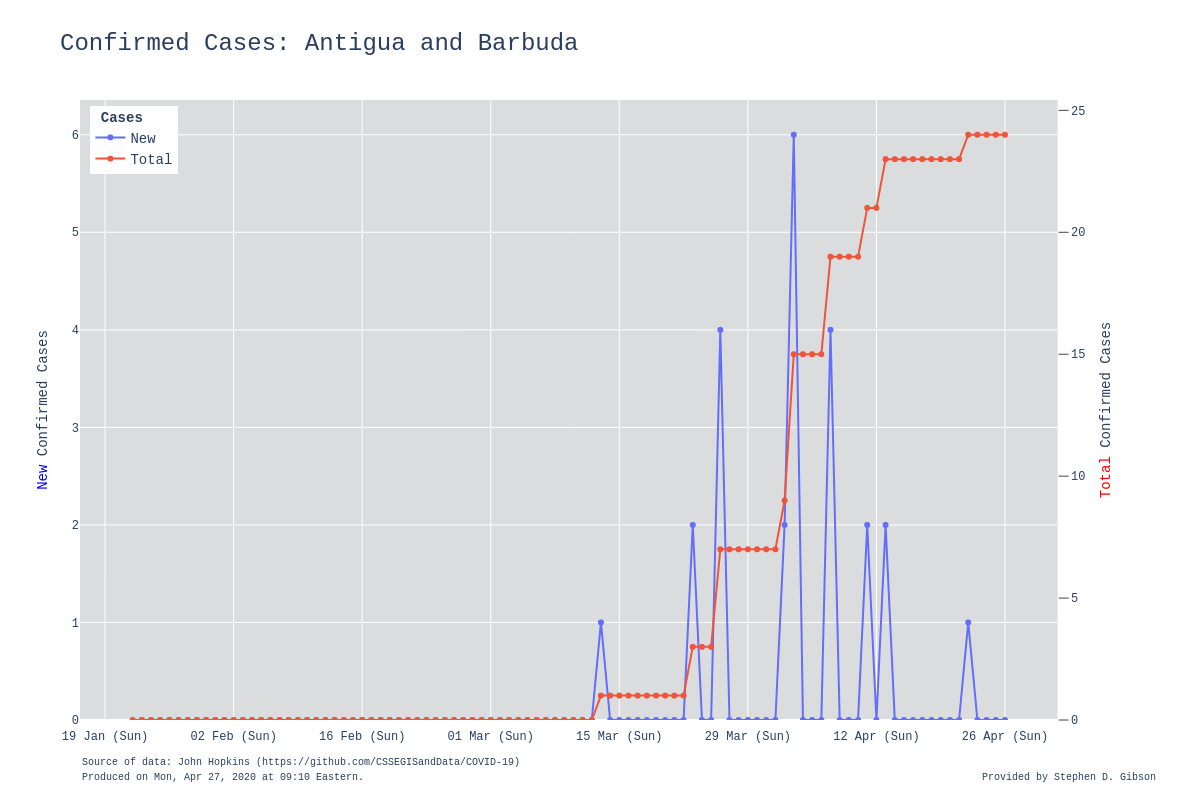 Confirmed Cases: Antigua and Barbuda
Cases
New
Total
6
5
4
3
2
1
0
25
20
15
10
5
0
New Confirmed Cases
Total Confirmed Cases
19 Jan (Sun) 02 Feb (Sun) 16 Feb (Sun) 01 Mar (Sun) 15 Mar (Sun) 29 Mar (Sun) 12 Apr (Sun) 26 Apr (Sun)
Source of data: John Hopkins (https://github.com/CSSEGISandData/COVID-19)
Produced on Mon, Apr 27, 2020 at 09:10 Eastern.
Provided by Stephen D. Gibson